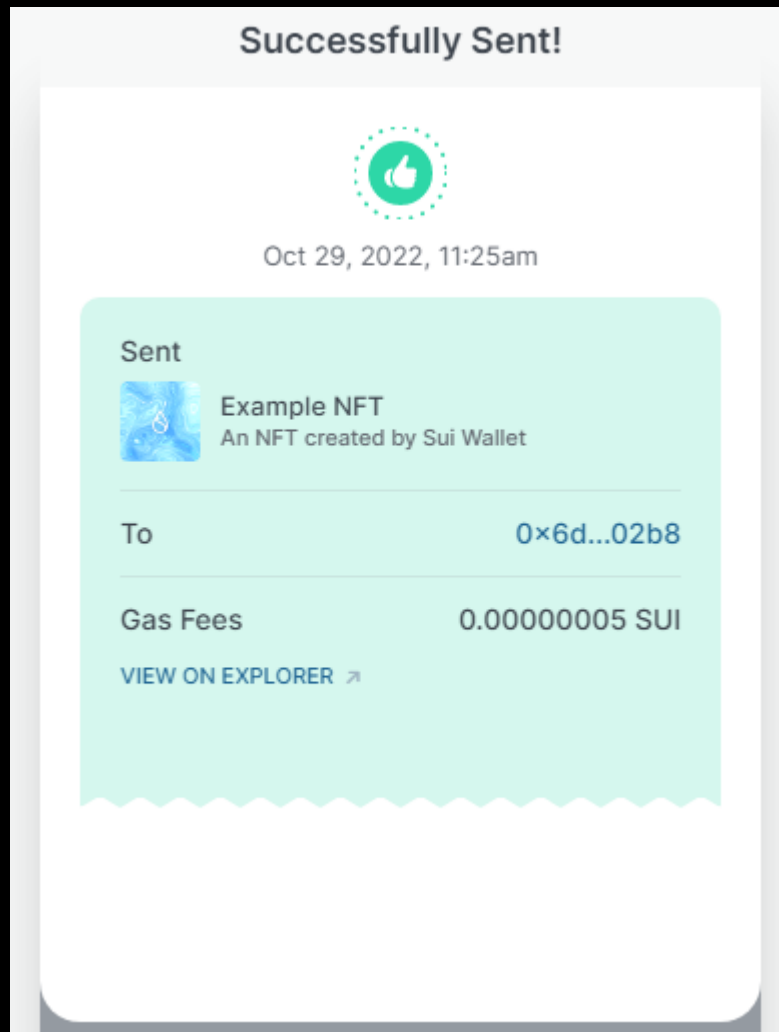 Successfully Sent!
Oct 29, 2022, 11:25am
Sent
Example NFT
An NFT created by Sui Wallet
To 0×6d...02b8
Gas Fees 0.00000005 SUI
VIEW ON EXPLORER ↗